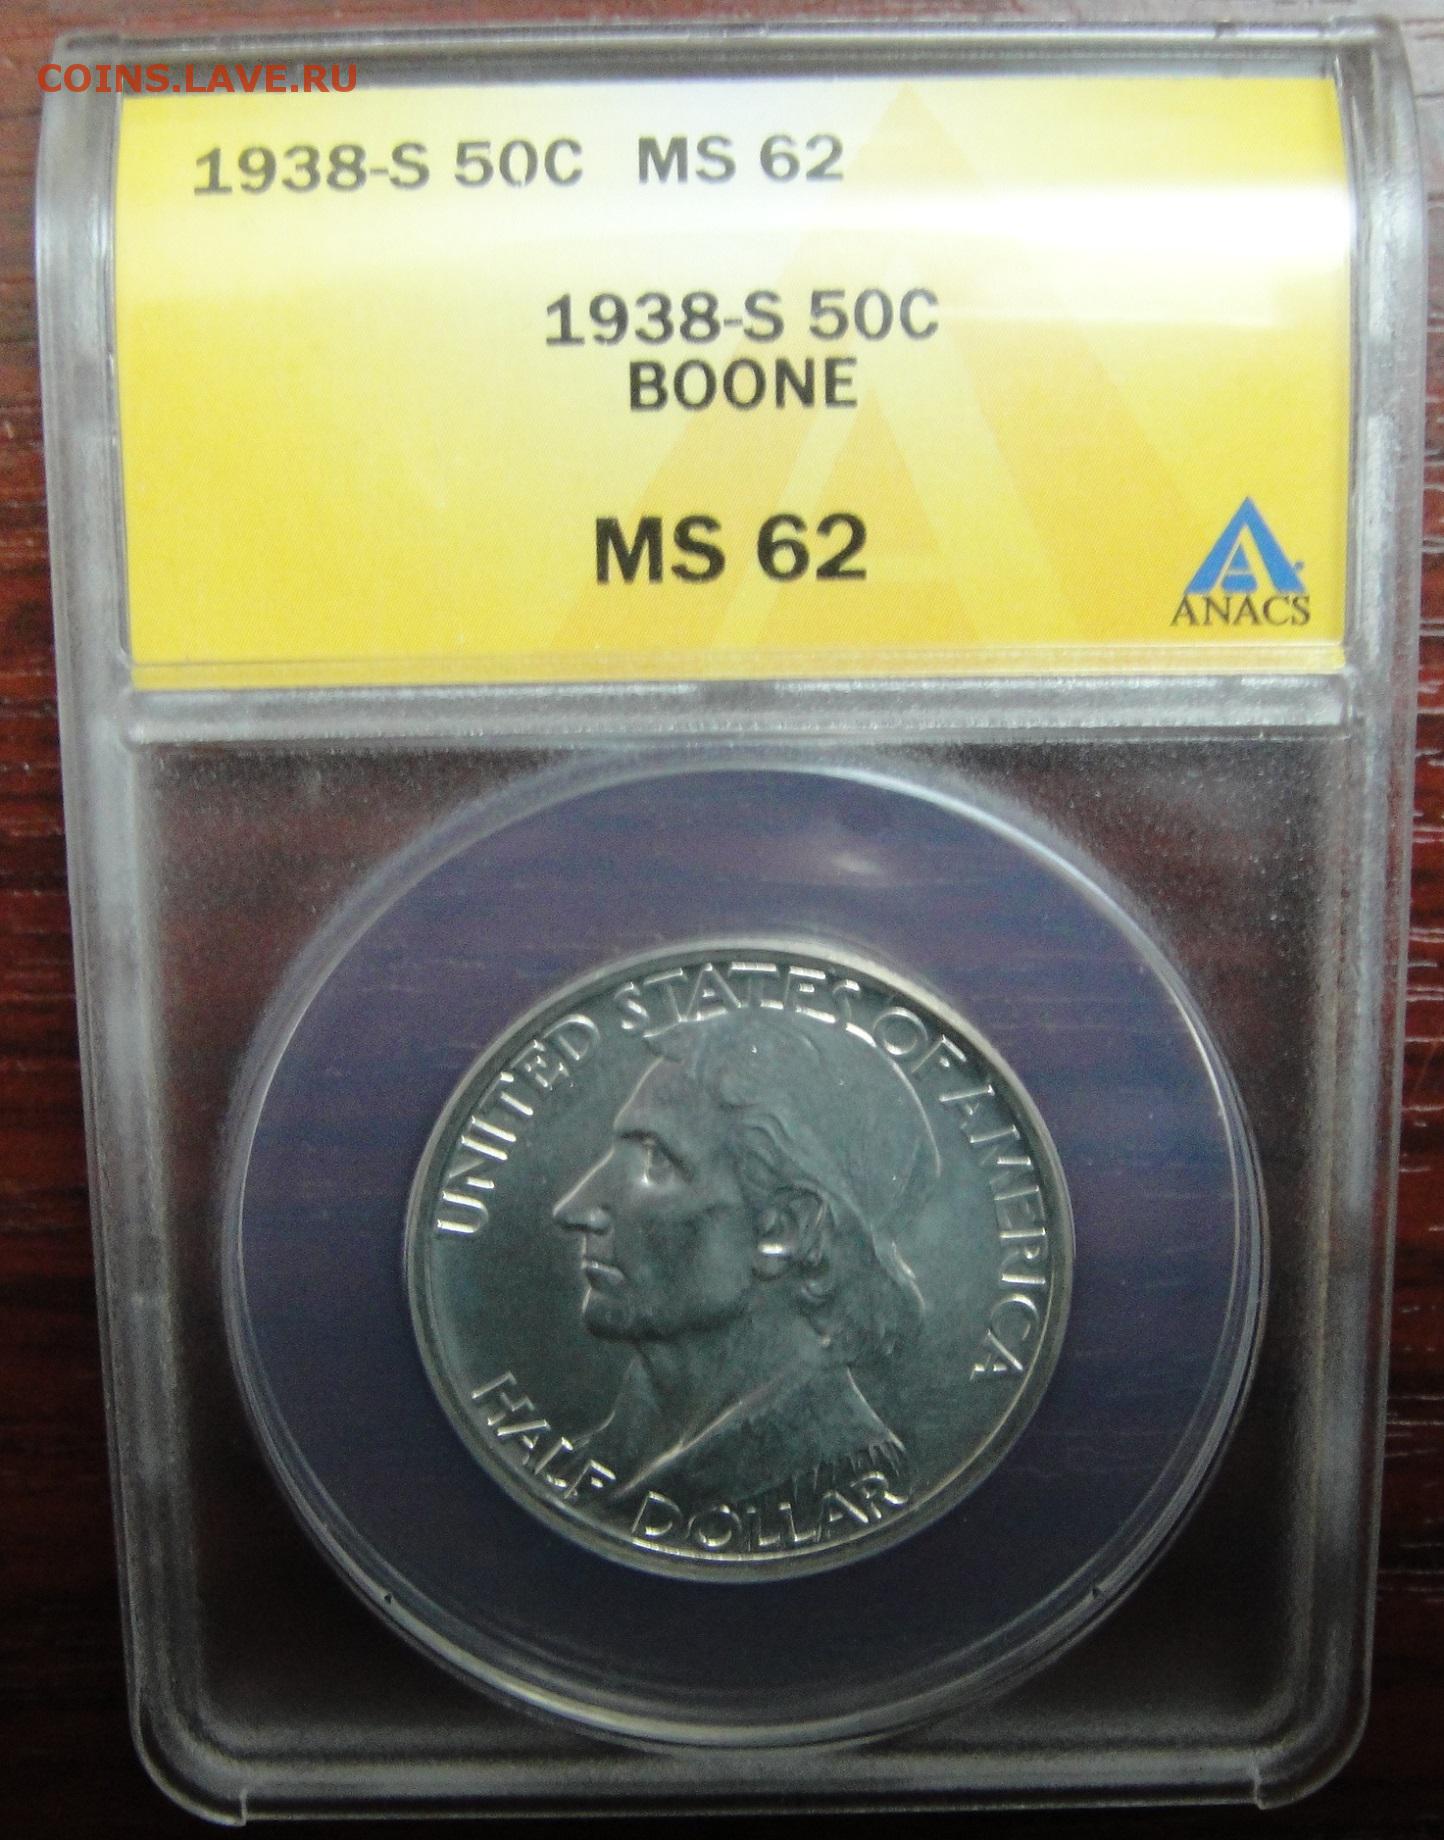 COINS.LAVE.RU
1938-S 50C MS 62
1938-S 50C
BOONE
MS 62
ANACS
UNITED STATES OF AMERICA
HALF DOLLAR